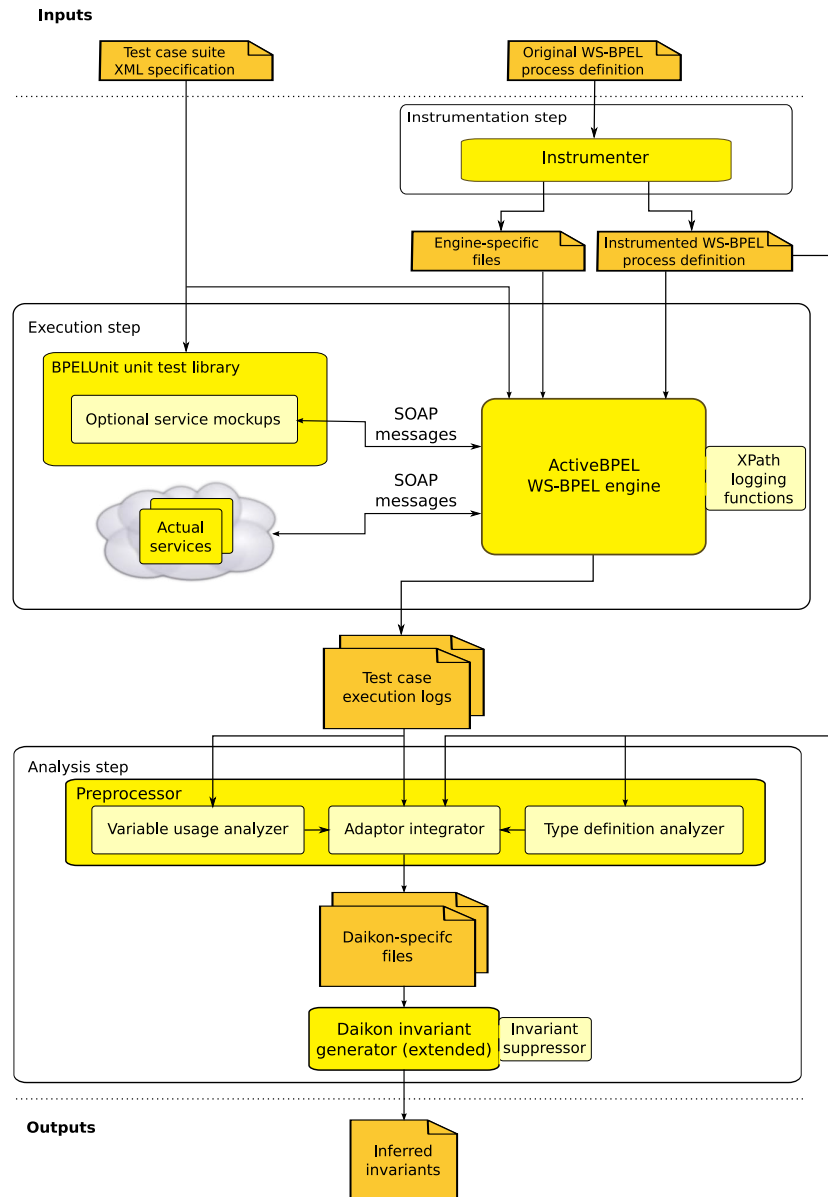 Inputs
Test case suite
XML specification
Original WS-BPEL
process definition
Instrumentation step
Instrumenter
Engine-specific
files
Instrumented WS-BPEL
process definition
Execution step
BPELUnit unit test library
Optional service mockups
SOAP
messages
ActiveBPEL
WS-BPEL engine
XPath
logging
functions
SOAP
messages
Actual
services
Test case
execution logs
Analysis step
Preprocessor
Variable usage analyzer
Adaptor integrator
Type definition analyzer
Daikon-specifc
files
Daikon invariant
generator (extended)
Invariant
suppressor
Outputs
Inferred
invariants